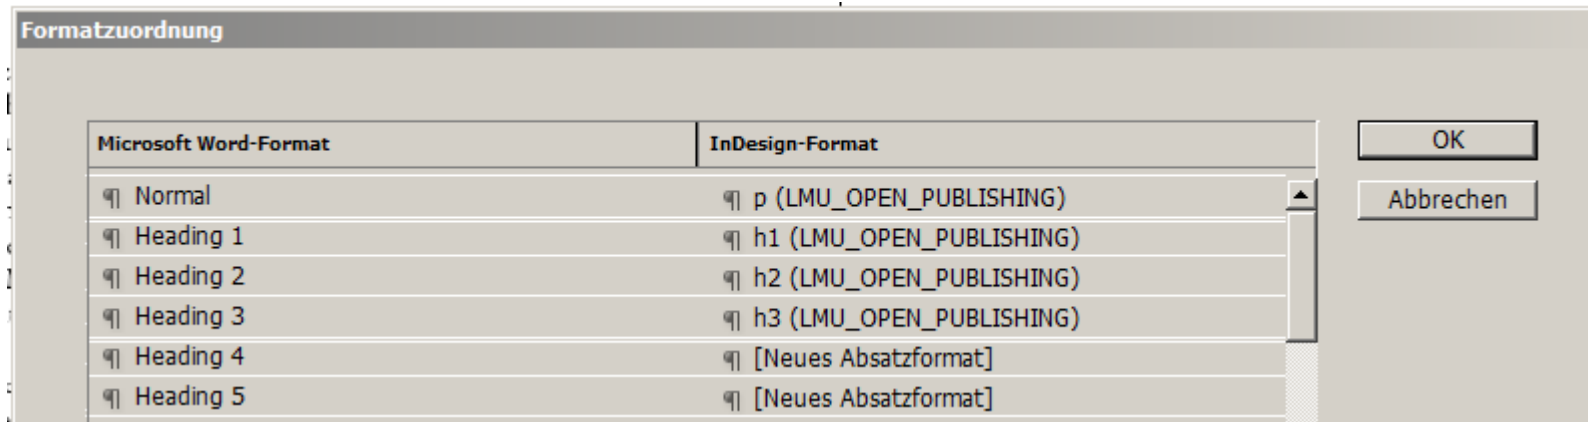 Formatzuordnung
Microsoft Word-Format InDesign-Format OK
¶ Normal ¶ p (LMU_OPEN_PUBLISHING) Abbrechen
¶ Heading 1 ¶ h1 (LMU_OPEN_PUBLISHING)
¶ Heading 2 ¶ h2 (LMU_OPEN_PUBLISHING)
¶ Heading 3 ¶ h3 (LMU_OPEN_PUBLISHING)
¶ Heading 4 ¶ [Neues Absatzformat]
¶ Heading 5 ¶ [Neues Absatzformat]